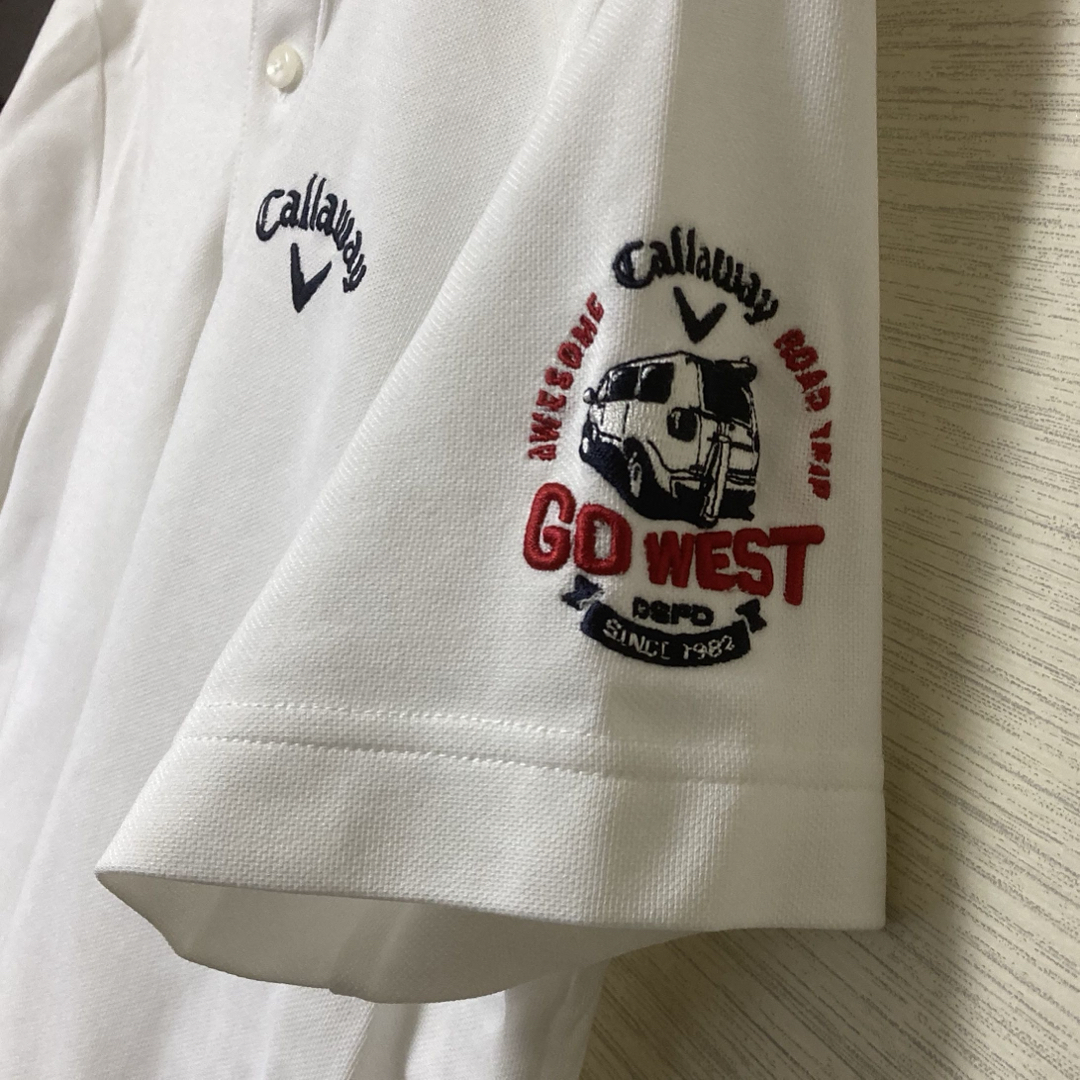 Callaway
Callaway
AWESOME
ROAD TRIP
GO WEST
DSPD
SINCE 1982